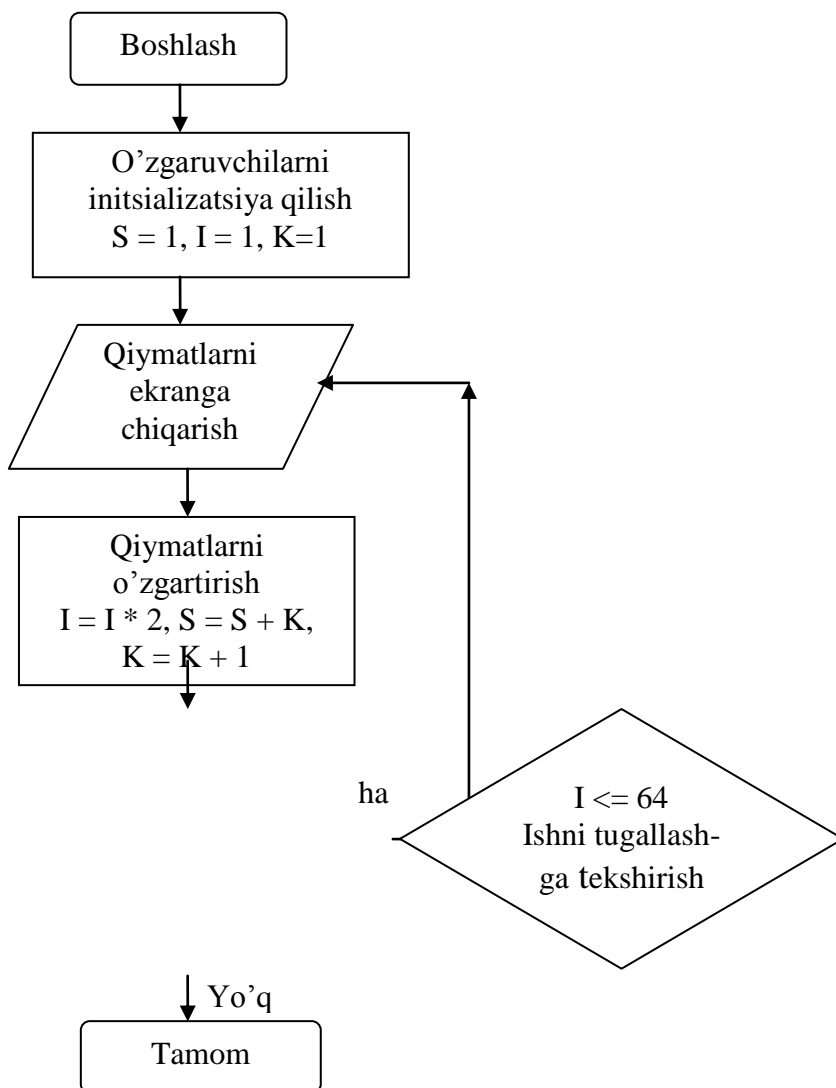 Boshlash
O’zgaruvchilarni
initsializatsiya qilish
S = 1, I = 1, K=1
Qiymatlarni
ekranga
chiqarish
Qiymatlarni
o’zgartirish
I = I * 2, S = S + K,
K = K + 1
ha
I <= 64
Ishni tugallash-
ga tekshirish
Yo’q
Tamom